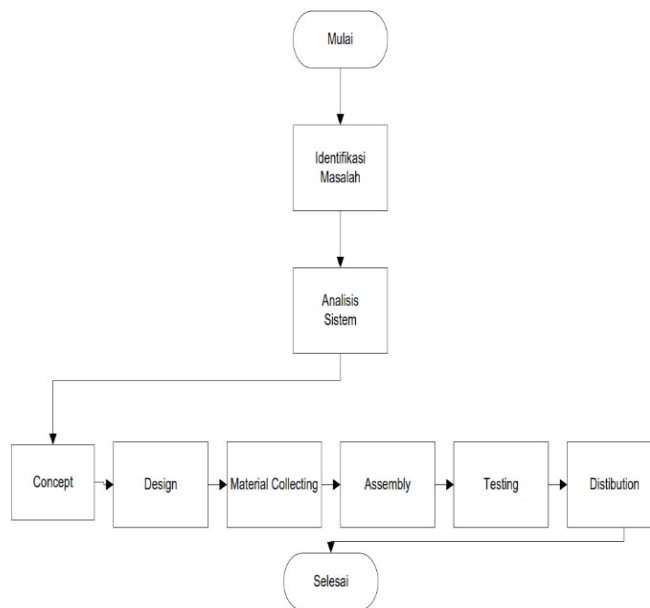 Mulai
Identifikasi
Masalah
Analisis
Sistem
Concept
Design
Material Collecting
Assembly
Testing
Distibution
Selesai